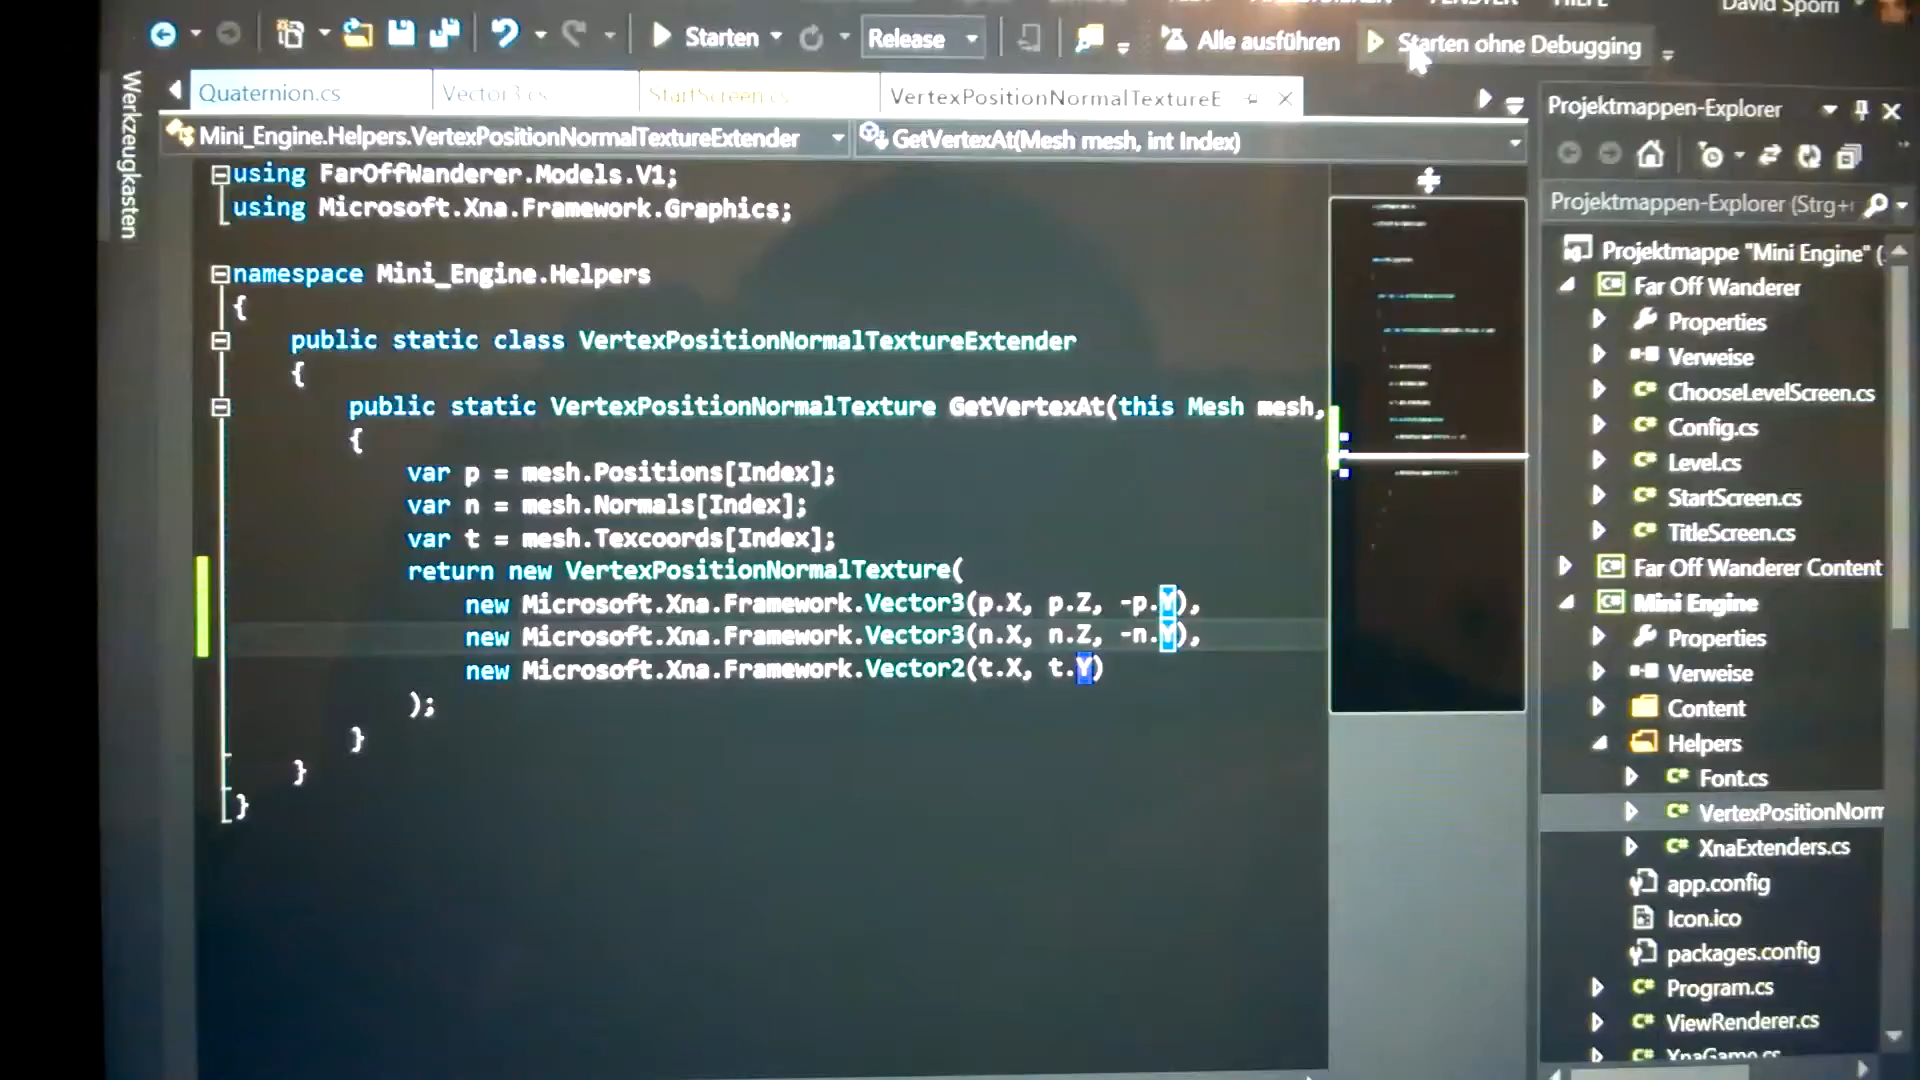 David Sporn
Starten
Release
Alle ausführen
Starten ohne Debugging
Werkzeugkasten
Quaternion.cs
Vector3.cs
StartScreen.cs
VertexPositionNormalTextureE
Mini_Engine.Helpers.VertexPositionNormalTextureExtender
GetVertexAt(Mesh mesh, int Index)
using FarOffWanderer.Models.V1;
using Microsoft.Xna.Framework.Graphics;
namespace Mini_Engine.Helpers
{
public static class VertexPositionNormalTextureExtender
{
public static VertexPositionNormalTexture GetVertexAt(this Mesh mesh,
{
var p = mesh.Positions[Index];
var n = mesh.Normals[Index];
var t = mesh.Texcoords[Index];
return new VertexPositionNormalTexture(
new Microsoft.Xna.Framework.Vector3(p.X, p.Z, -p.Y),
new Microsoft.Xna.Framework.Vector3(n.X, n.Z, -n.Y),
new Microsoft.Xna.Framework.Vector2(t.X, t.Y)
);
}
}
}
Projektmappen-Explorer
Projektmappen-Explorer (Strg+
Projektmappe "Mini Engine" (
C# Far Off Wanderer
Properties
Verweise
C# ChooseLevelScreen.cs
C# Config.cs
C# Level.cs
C# StartScreen.cs
C# TitleScreen.cs
C# Far Off Wanderer Content
C# Mini Engine
Properties
Verweise
Content
Helpers
C# Font.cs
C# VertexPositionNorm
C# XnaExtenders.cs
app.config
Icon.ico
packages.config
C# Program.cs
C# ViewRenderer.cs
C# XnaGame.cs